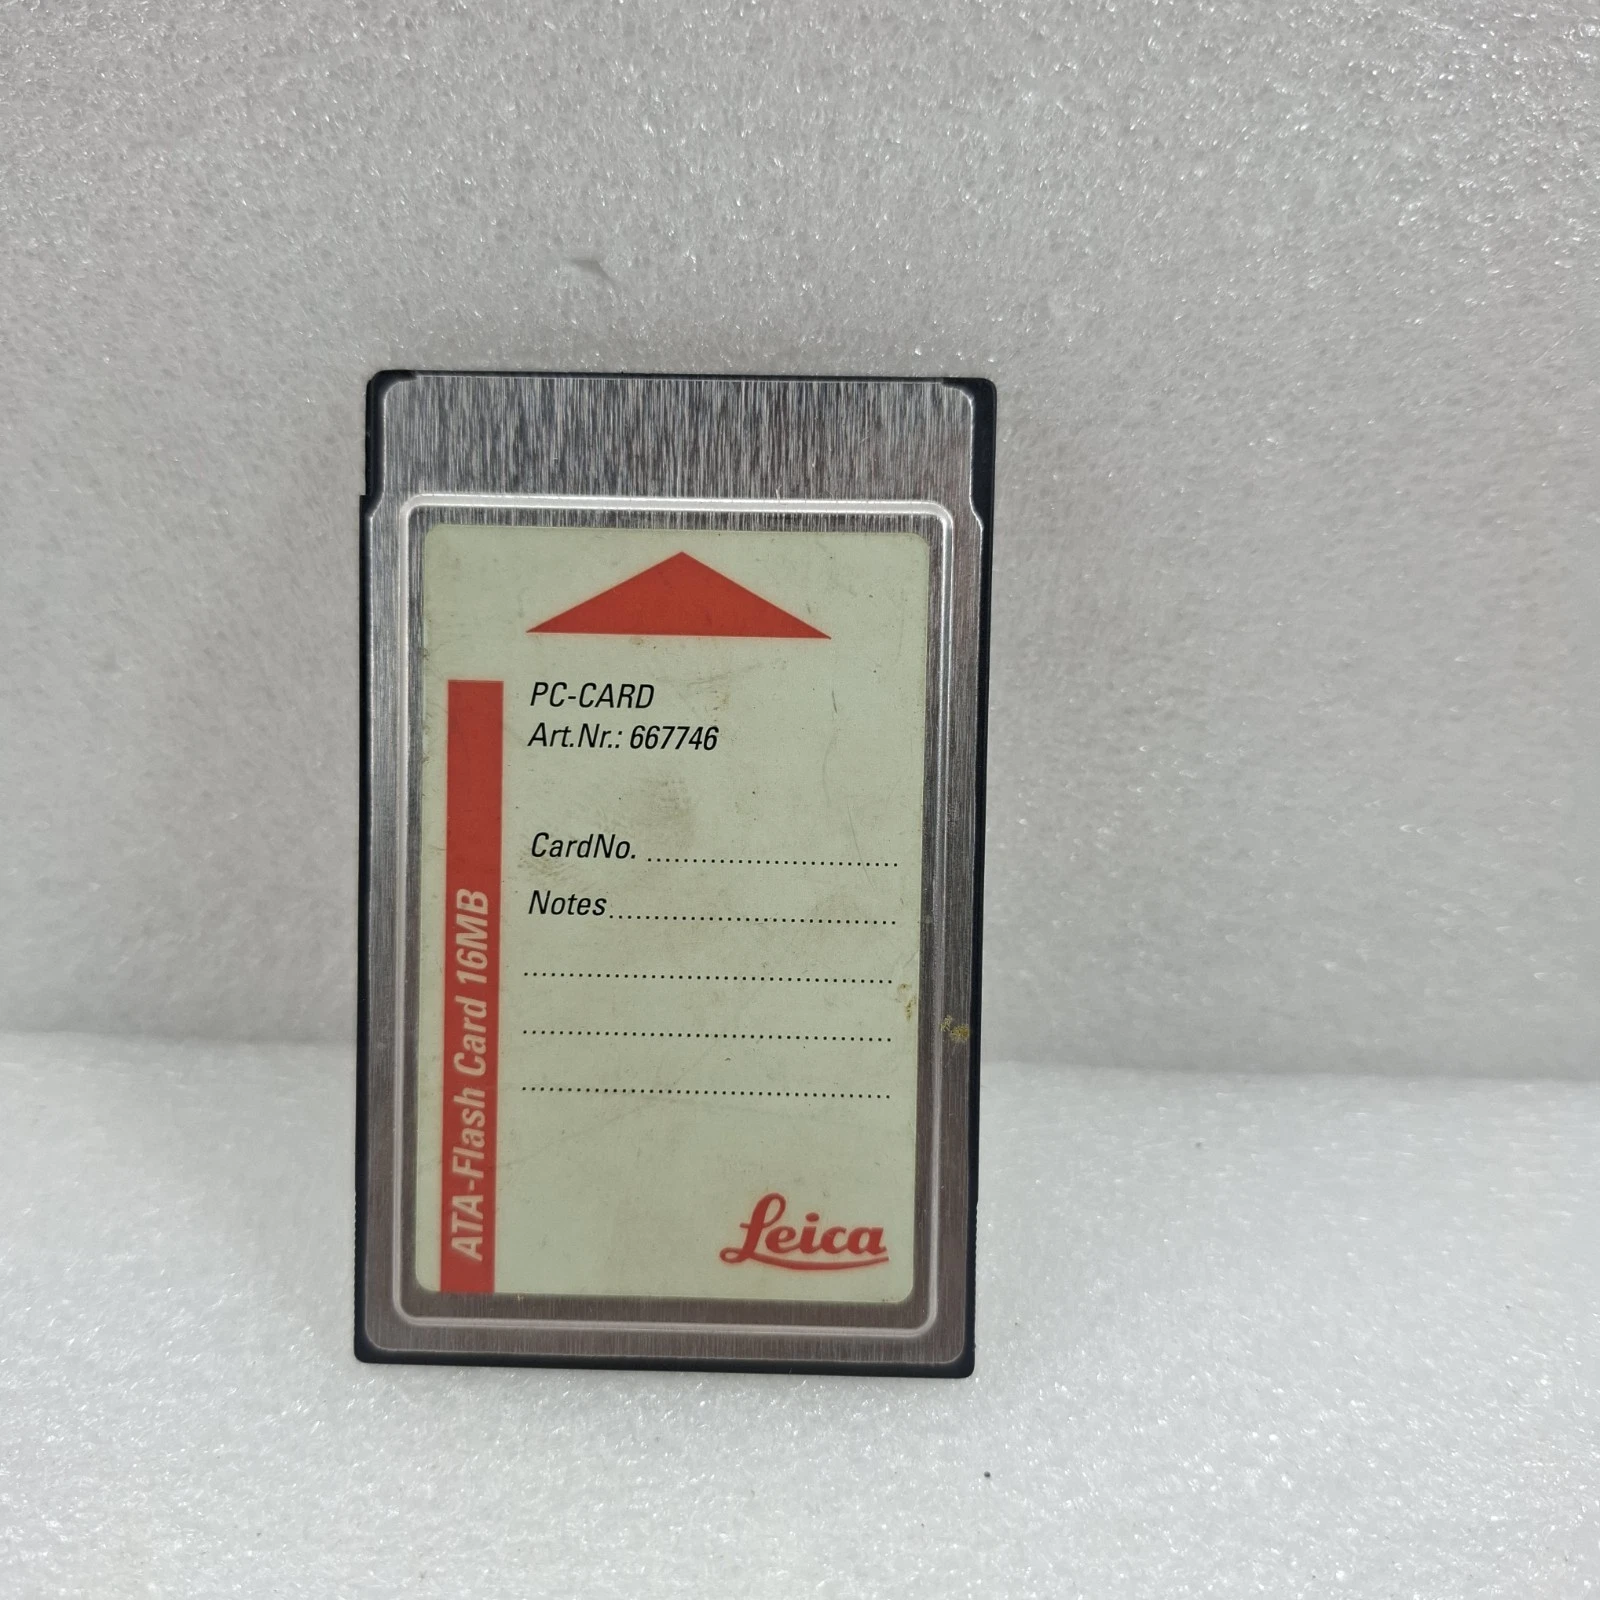 PC-CARD
Art.Nr.: 667746
CardNo. ..............................
Notes..................................
............................................
............................................
............................................
ATA-Flash Card 16MB
Leica